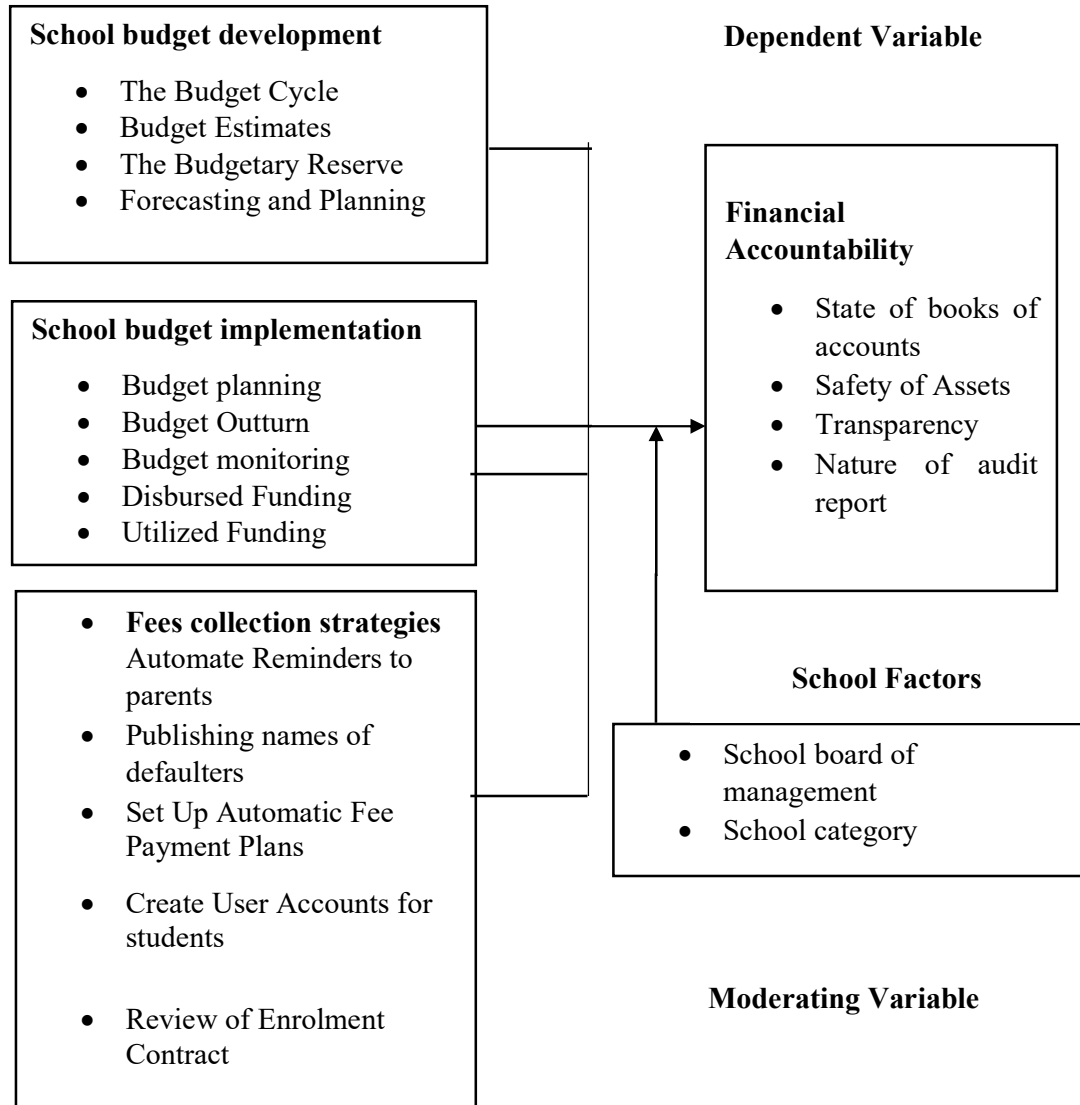 School budget development
• The Budget Cycle
• Budget Estimates
• The Budgetary Reserve
• Forecasting and Planning
School budget implementation
• Budget planning
• Budget Outturn
• Budget monitoring
• Disbursed Funding
• Utilized Funding
• Fees collection strategies
Automate Reminders to
parents
• Publishing names of
defaulters
• Set Up Automatic Fee
Payment Plans
• Create User Accounts for
students
• Review of Enrolment
Contract
Dependent Variable
Financial
Accountability
• State of books of
accounts
• Safety of Assets
• Transparency
• Nature of audit
report
School Factors
• School board of
management
• School category
Moderating Variable